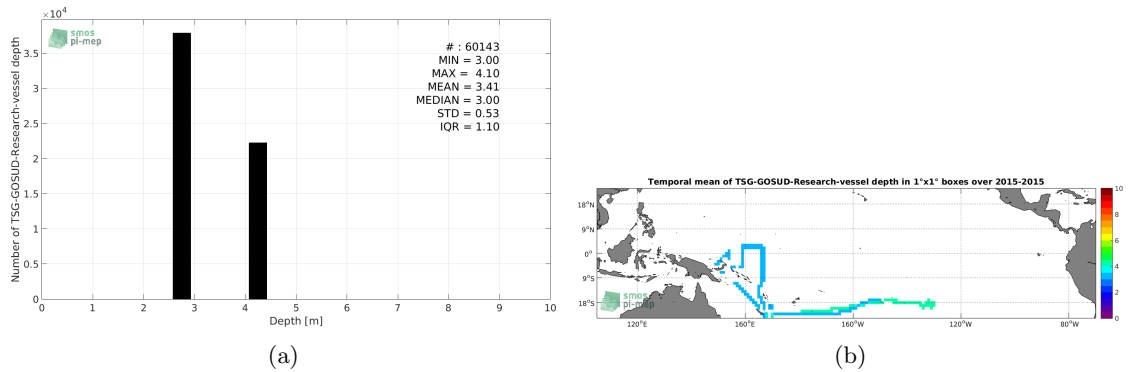 ×10⁴
smos
pi-mep
# : 60143
MIN = 3.00
MAX = 4.10
MEAN = 3.41
MEDIAN = 3.00
STD = 0.53
IQR = 1.10
Number of TSG-GOSUD-Research-vessel depth
3.5
3
2.5
2
1.5
1
0.5
0
0 1 2 3 4 5 6 7 8 9 10
Depth [m]
(a)
Temporal mean of TSG-GOSUD-Research-vessel depth in 1°x1° boxes over 2015-2015
18°N
9°N
0°
9°S
18°S
smos
pi-mep
120°E 160°E 160°W 120°W 80°W
10
8
6
4
2
0
(b)